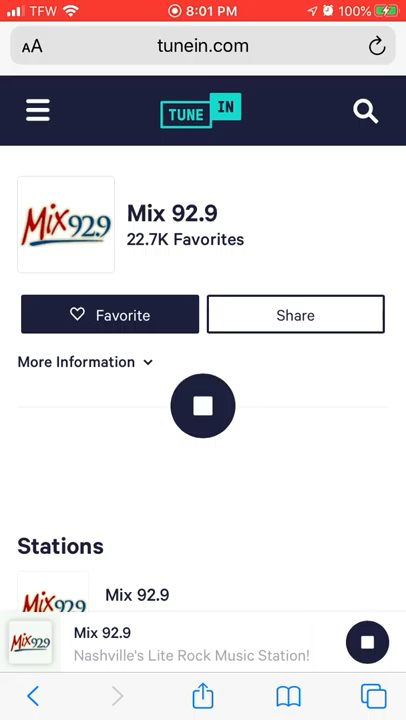 TFW 8:01 PM 100%
AA tunein.com
TUNE IN
Mix 92.9
Mix 92.9
22.7K Favorites
Favorite Share
More Information
Stations
Mix 92.9
Mix 92.9
Mix 92.9
Mix 92.9
Nashville's Lite Rock Music Station!